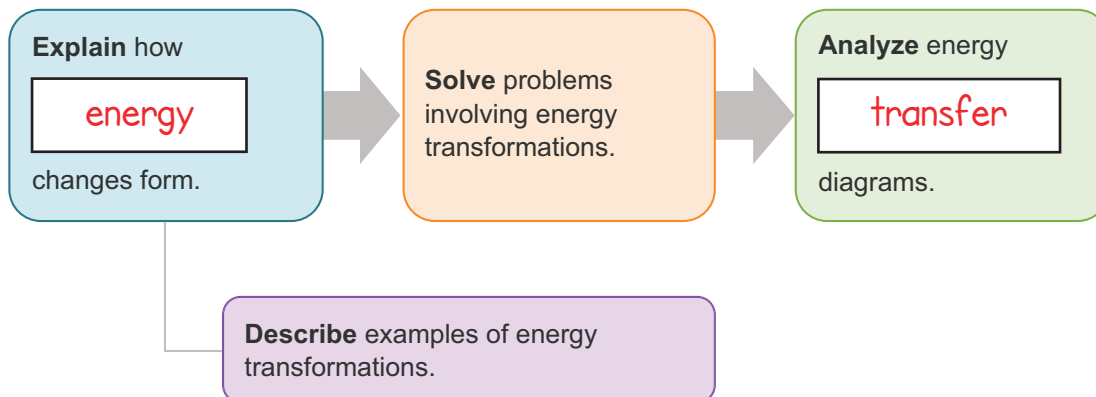 Explain how
energy
changes form.
Solve problems
involving energy
transformations.
Analyze energy
transfer
diagrams.
Describe examples of energy
transformations.